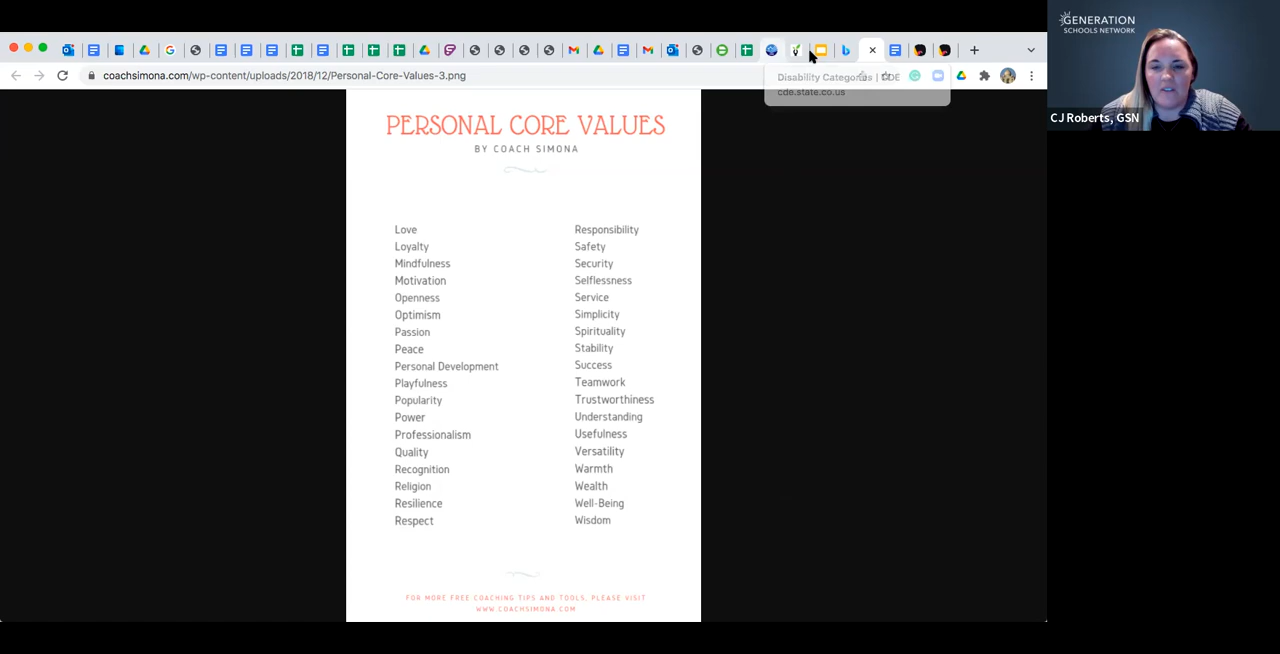 GENERATION
SCHOOLS NETWORK
CJ Roberts, GSN
coachsimona.com/wp-content/uploads/2018/12/Personal-Core-Values-3.png
Disability Categories | CDE
cde.state.co.us
PERSONAL CORE VALUES
BY COACH SIMONA
Love
Loyalty
Mindfulness
Motivation
Openness
Optimism
Passion
Peace
Personal Development
Playfulness
Popularity
Power
Professionalism
Quality
Recognition
Religion
Resilience
Respect
Responsibility
Safety
Security
Selflessness
Service
Simplicity
Spirituality
Stability
Success
Teamwork
Trustworthiness
Understanding
Usefulness
Versatility
Warmth
Wealth
Well-Being
Wisdom
FOR MORE FREE COACHING TIPS AND TOOLS, PLEASE VISIT
WWW.COACHSIMONA.COM